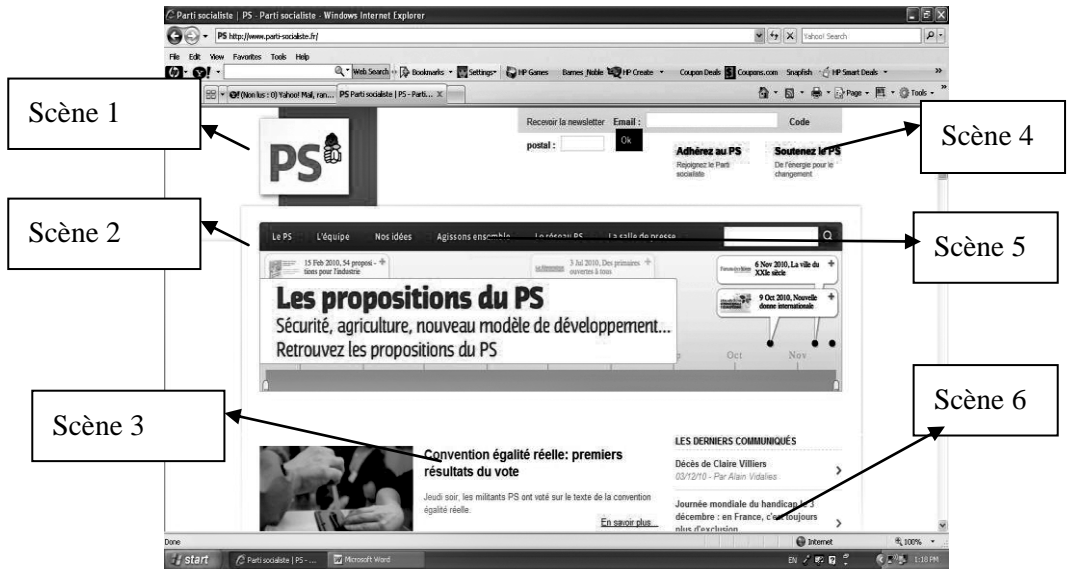 Parti socialiste | PS - Parti socialiste - Windows Internet Explorer
PS http://www.parti-socialiste.fr/
Yahoo! Search
File Edit View Favorites Tools Help
Web Search Bookmarks Settings HP Games Barnes_Noble HP Create Coupon Deals Coupons.com Snapfish HP Smart Deals »
(Non lus : 0) Yahoo! Mail, ran... PS Parti socialiste | PS - Parti... X
Page Tools »
Scène 1
Scène 4
Recevoir la newsletter Email : Code
postal : Ok
PS
Adhérez au PS
Rejoignez le Parti
socialiste
Soutenez le PS
De l'énergie pour le
changement
Scène 2
Scène 5
Le PS L'équipe Nos idées Agissons ensemble Le réseau PS La salle de presse
15 Feb 2010, 54 proposi- +
tions pour l'industrie
3 Jul 2010, Des primaires +
ouvertes à tous
6 Nov 2010, La ville du +
XXIe siècle
9 Oct 2010, Nouvelle +
donne internationale
Les propositions du PS
Sécurité, agriculture, nouveau modèle de développement...
Retrouvez les propositions du PS
Oct Nov
Scène 3
Scène 6
Convention égalité réelle: premiers
résultats du vote
Jeudi soir, les militants PS ont voté sur le texte de la convention
égalité réelle.
En savoir plus...
LES DERNIERS COMMUNIQUÉS
Décès de Claire Villiers
03/12/10 - Par Alain Vidalies
Journée mondiale du handicap le 3
décembre : en France, c'est toujours
plus d'exclusion
Done Internet 100%
start Parti socialiste | PS - ... Microsoft Word EN 1:18 PM